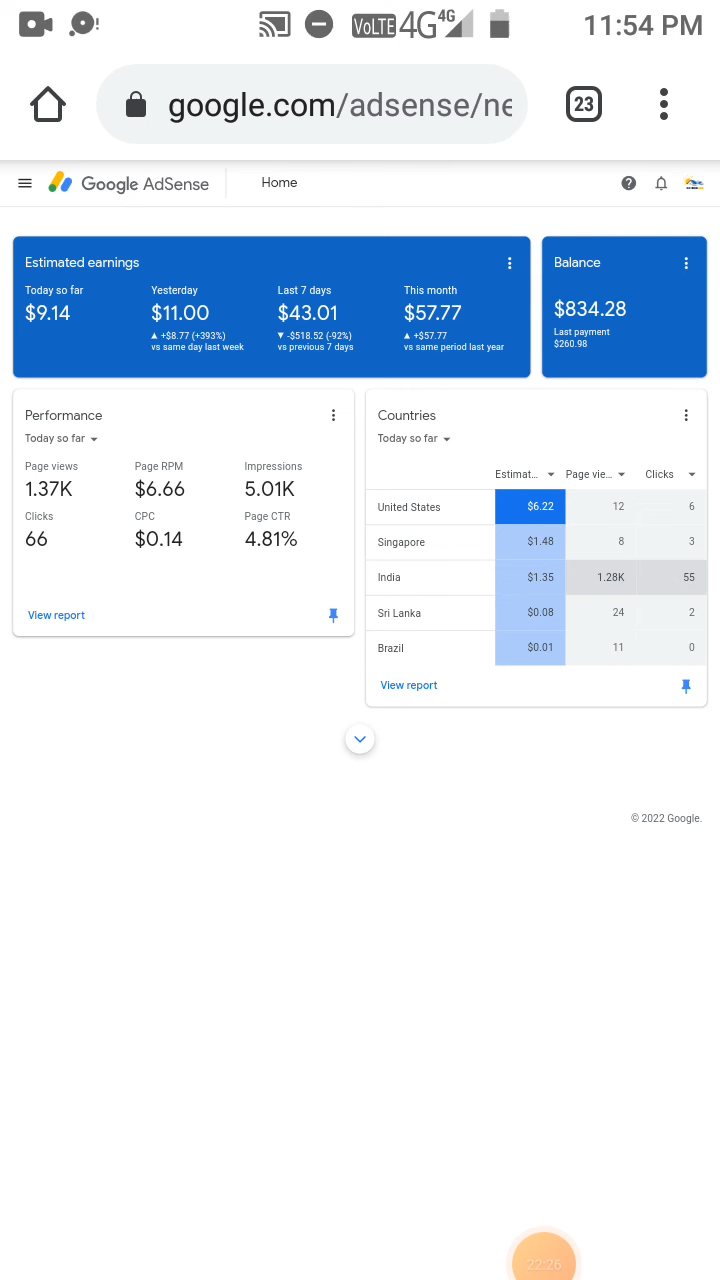 VoLTE 4G 4G 11:54 PM
google.com/adsense/ne 23
Google AdSense Home
Estimated earnings
Today so far Yesterday Last 7 days This month
$9.14 $11.00 $43.01 $57.77
+$8.77 (+393%) -$518.52 (-92%) +$57.77
vs same day last week vs previous 7 days vs same period last year
Balance
$834.28
Last payment
$260.98
Performance
Today so far
Page views Page RPM Impressions
1.37K $6.66 5.01K
Clicks CPC Page CTR
66 $0.14 4.81%
View report
Countries
Today so far
Estimat... Page vie... Clicks
United States $6.22 12 6
Singapore $1.48 8 3
India $1.35 1.28K 55
Sri Lanka $0.08 24 2
Brazil $0.01 11 0
View report
© 2022 Google.
22:26